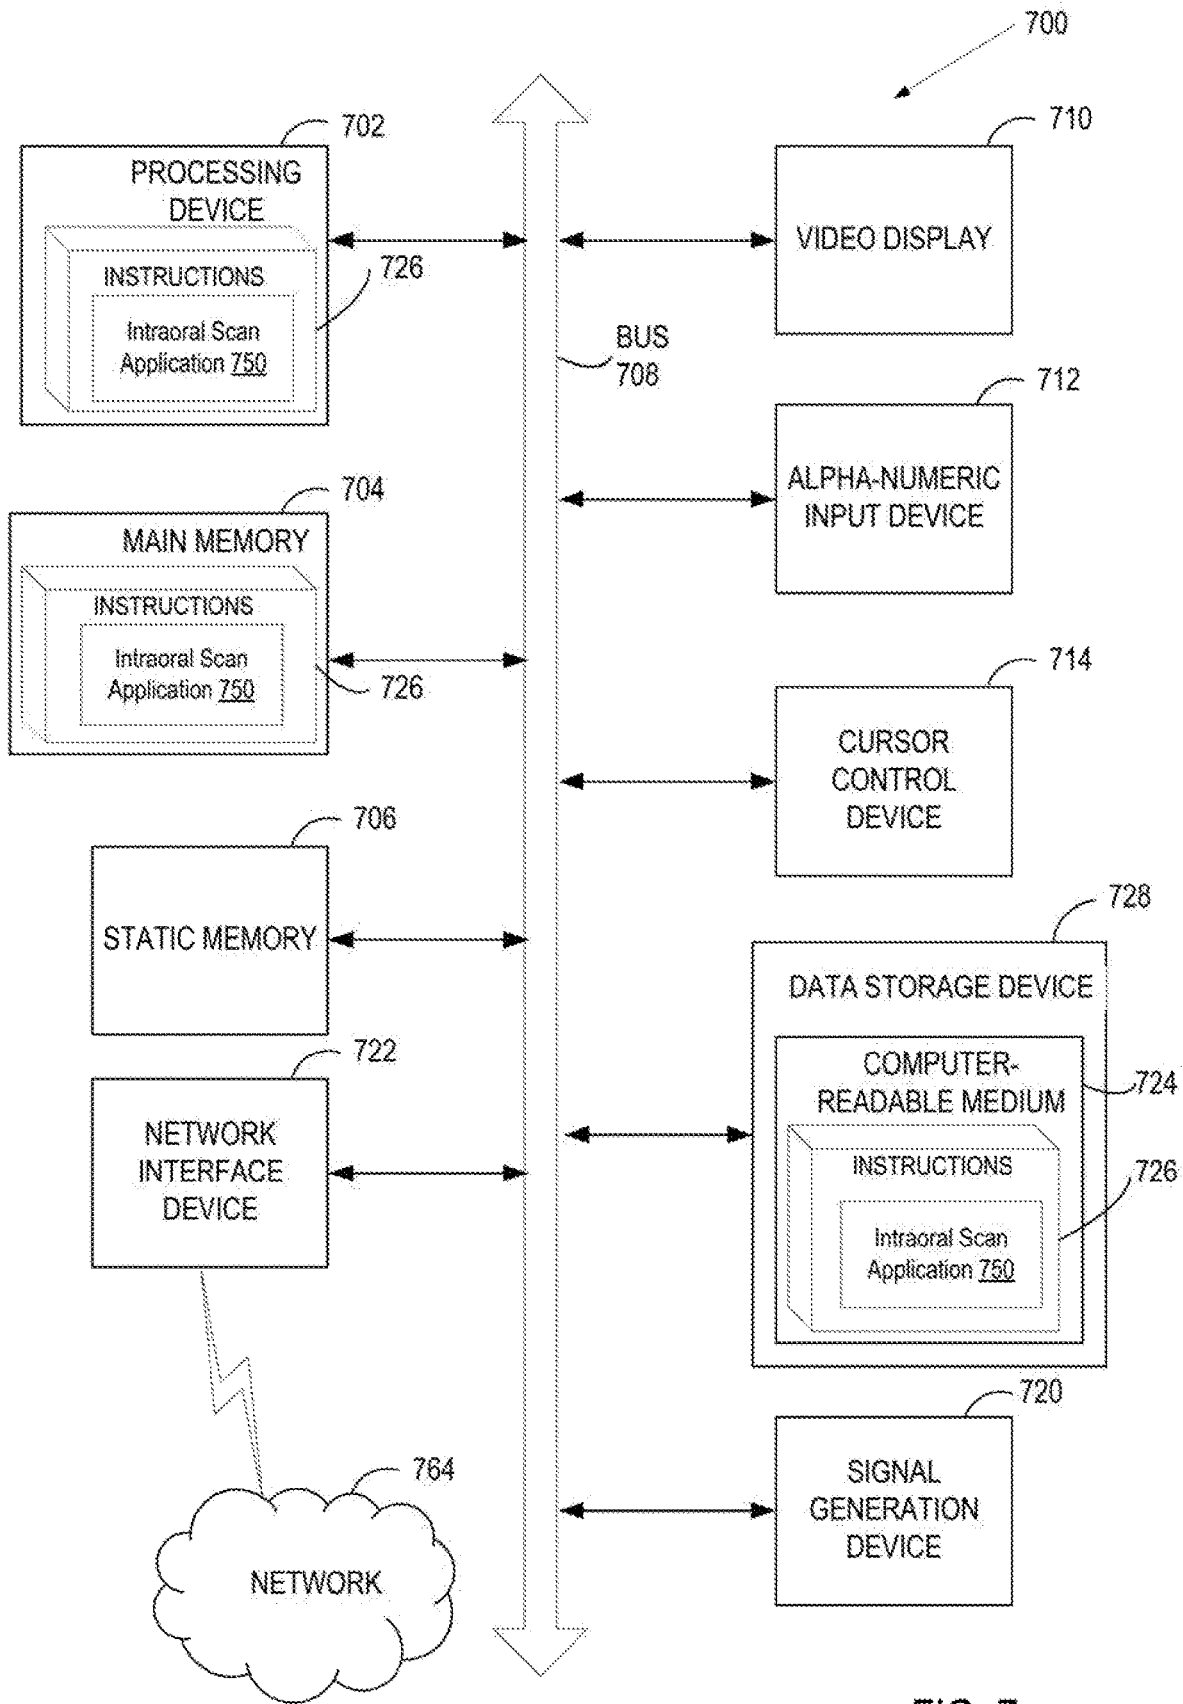 700
702
PROCESSING
DEVICE
INSTRUCTIONS
726
Intraoral Scan
Application 750
704
MAIN MEMORY
INSTRUCTIONS
Intraoral Scan
Application 750
726
706
STATIC MEMORY
722
NETWORK
INTERFACE
DEVICE
764
NETWORK
BUS
708
710
VIDEO DISPLAY
712
ALPHA-NUMERIC
INPUT DEVICE
714
CURSOR
CONTROL
DEVICE
728
DATA STORAGE DEVICE
COMPUTER-
READABLE MEDIUM
724
INSTRUCTIONS
726
Intraoral Scan
Application 750
720
SIGNAL
GENERATION
DEVICE